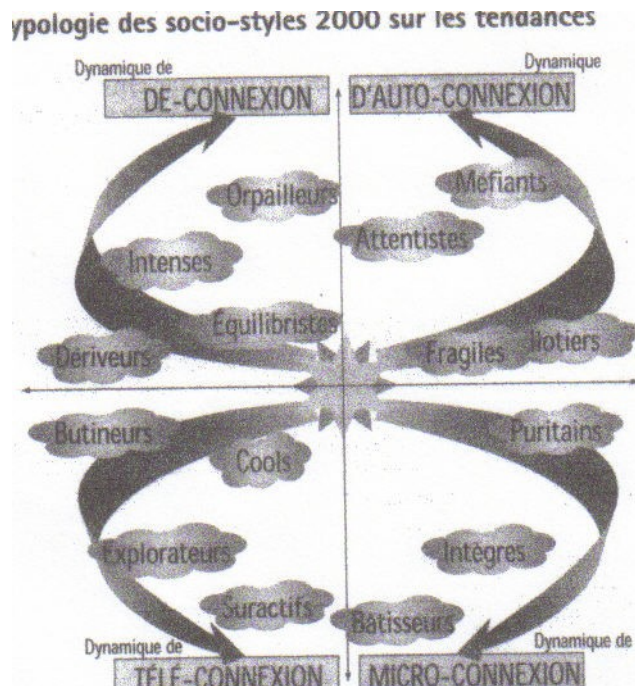 ypologie des socio-styles 2000 sur les tendances
Dynamique de
DE-CONNEXION
Dynamique
D'AUTO-CONNEXION
Orpailleurs
Méfiants
Attentistes
Intenses
Équilibristes
Dériveurs
Fragiles
Ilotiers
Butineurs
Puritains
Cools
Explorateurs
Intègres
Suractifs
Bâtisseurs
Dynamique de
TÉLÉ-CONNEXION
Dynamique de
MICRO-CONNEXION